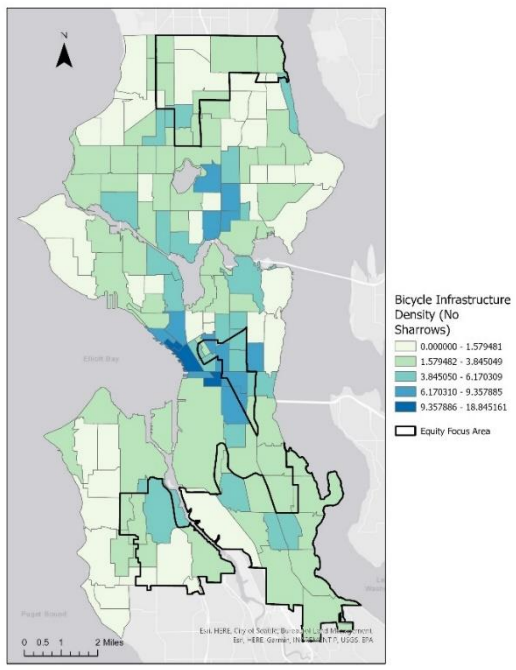 N
Elliott Bay
Puget Sound
0 0.5 1 2 Miles
Esri, HERE, City of Seattle, Bureau of Land Management,
Esri, HERE, Garmin, INCREMENT P, USGS, EPA
Bicycle Infrastructure
Density (No
Sharrows)
0.000000 - 1.579481
1.579482 - 3.845049
3.845050 - 6.170309
6.170310 - 9.357885
9.357886 - 18.845161
Equity Focus Area